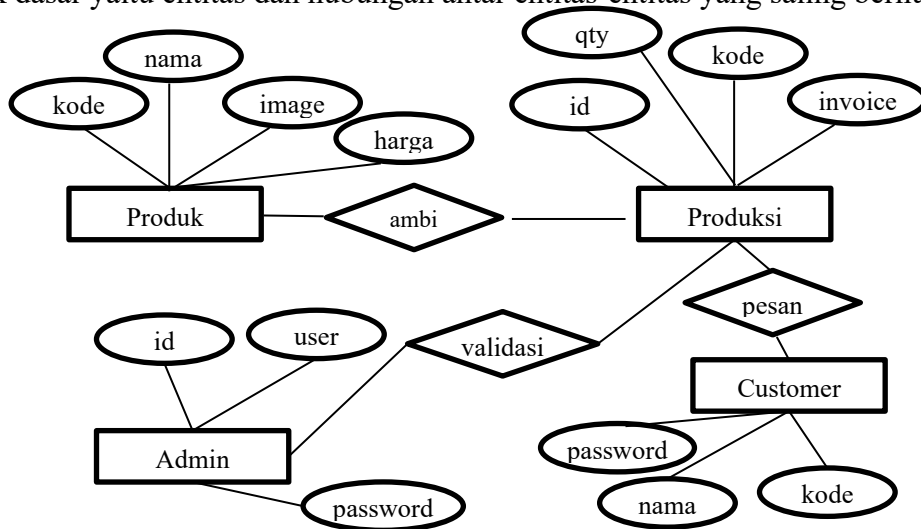 dasar yaitu entitas dan hubungan antar entitas-entitas yang saling
qty
nama
kode
kode
image
id
invoice
harga
Produk
ambi
Produksi
pesan
id
user
validasi
Customer
Admin
password
kode
password
nama